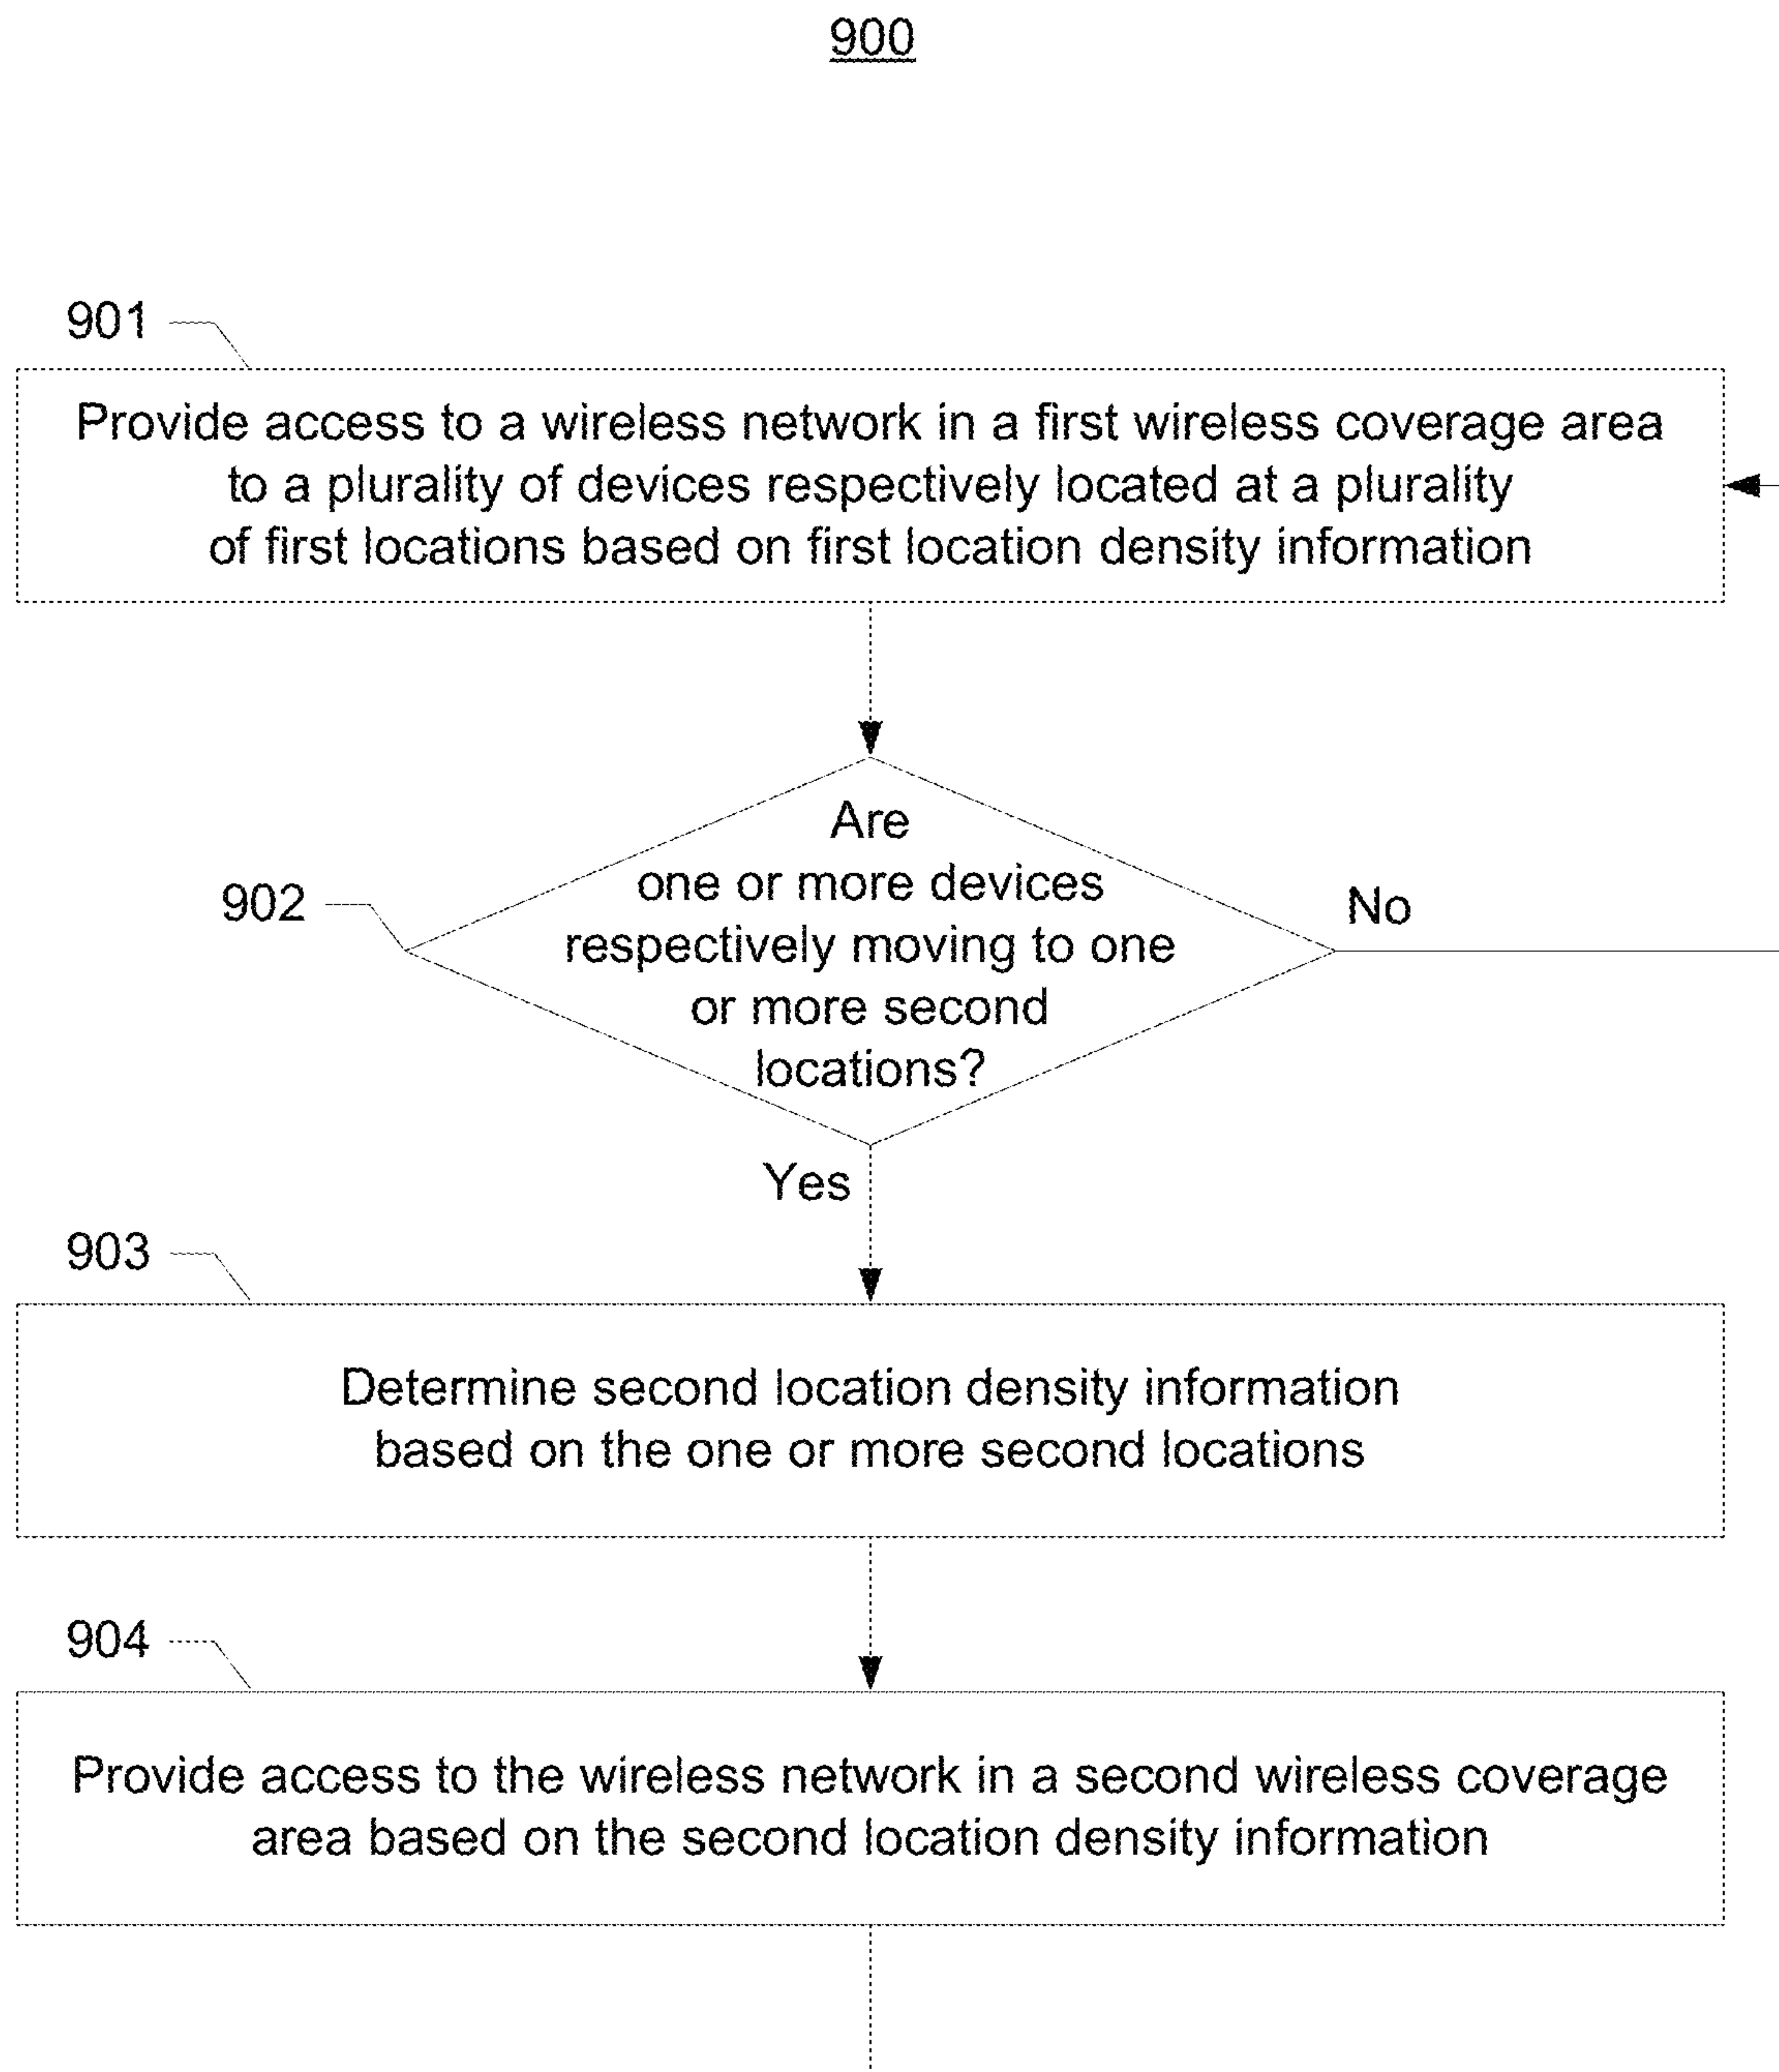 900
901
Provide access to a wireless network in a first wireless coverage area
to a plurality of devices respectively located at a plurality
of first locations based on first location density information
902
Are
one or more devices
respectively moving to one
or more second
locations?
No
Yes
903
Determine second location density information
based on the one or more second locations
904
Provide access to the wireless network in a second wireless coverage
area based on the second location density information